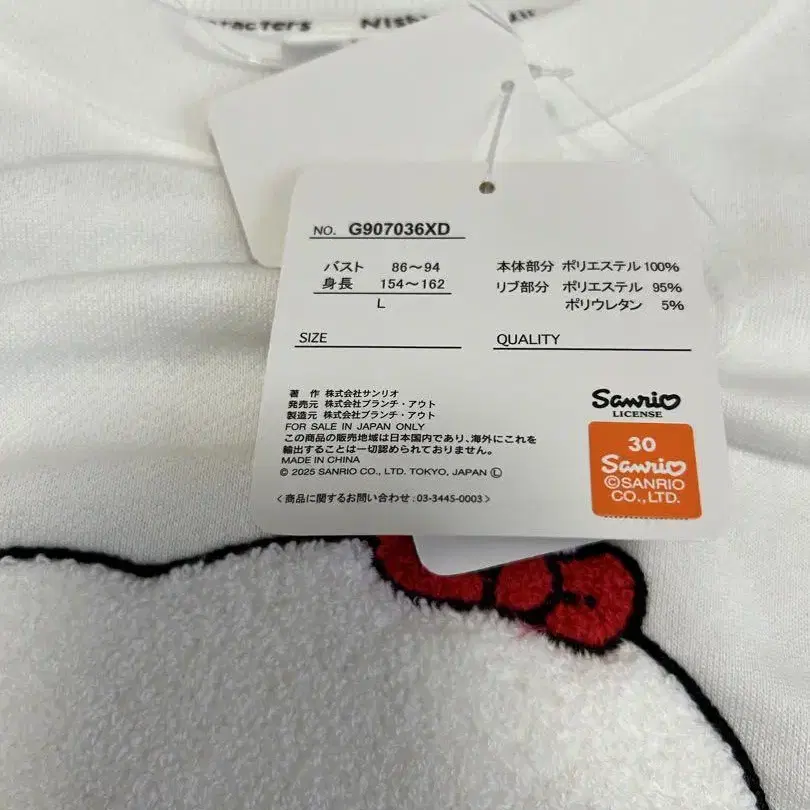 NO. G907036XD
バスト 86～94
身長 154～162
L
SIZE
本体部分 ポリエステル 100%
リブ部分 ポリエステル 95%
ポリウレタン 5%
QUALITY
著 作 株式会社サンリオ
発売元 株式会社ブランチ・アウト
製造元 株式会社ブランチ・アウト
FOR SALE IN JAPAN ONLY
この商品の販売地域は日本国内であり、海外にこれを
輸出することは一切認められておりません。
MADE IN CHINA
© 2025 SANRIO CO., LTD. TOKYO, JAPAN Ⓛ
〈商品に関するお問い合わせ:03-3445-0003〉
Sanrio
LICENSE
30
Sanrio
©SANRIO
CO., LTD.